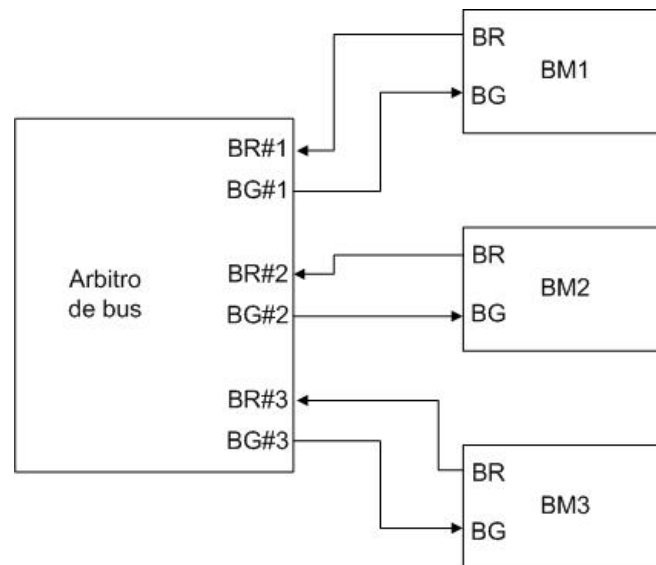 Arbitro
de bus
BR#1
BG#1
BR#2
BG#2
BR#3
BG#3
BR
BM1
BG
BR
BM2
BG
BR
BM3
BG